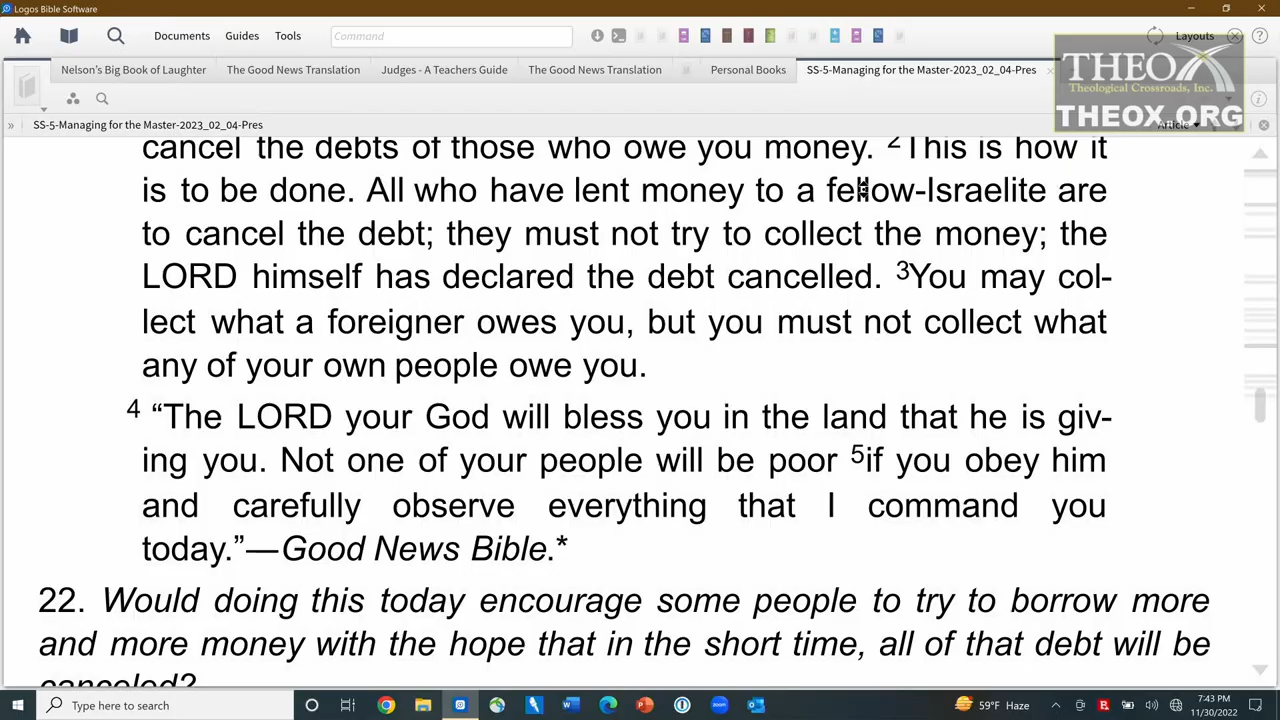 Logos Bible Software
Documents Guides Tools Command Layouts
Nelson's Big Book of Laughter The Good News Translation Judges - A Teachers Guide The Good News Translation Personal Books SS-5-Managing for the Master-2023_02_04-Pres
THEOX
Theological Crossroads, Inc.
THEOX.ORG
SS-5-Managing for the Master-2023_02_04-Pres Article
cancel the debts of those who owe you money. 2This is how it
is to be done. All who have lent money to a fellow-Israelite are
to cancel the debt; they must not try to collect the money; the
LORD himself has declared the debt cancelled. 3You may col-
lect what a foreigner owes you, but you must not collect what
any of your own people owe you.
4 “The LORD your God will bless you in the land that he is giv-
ing you. Not one of your people will be poor 5if you obey him
and carefully observe everything that I command you
today.”—Good News Bible.*
22. Would doing this today encourage some people to try to borrow more
and more money with the hope that in the short time, all of that debt will be
canceled?
Type here to search 59°F Haze 7:43 PM
11/30/2022